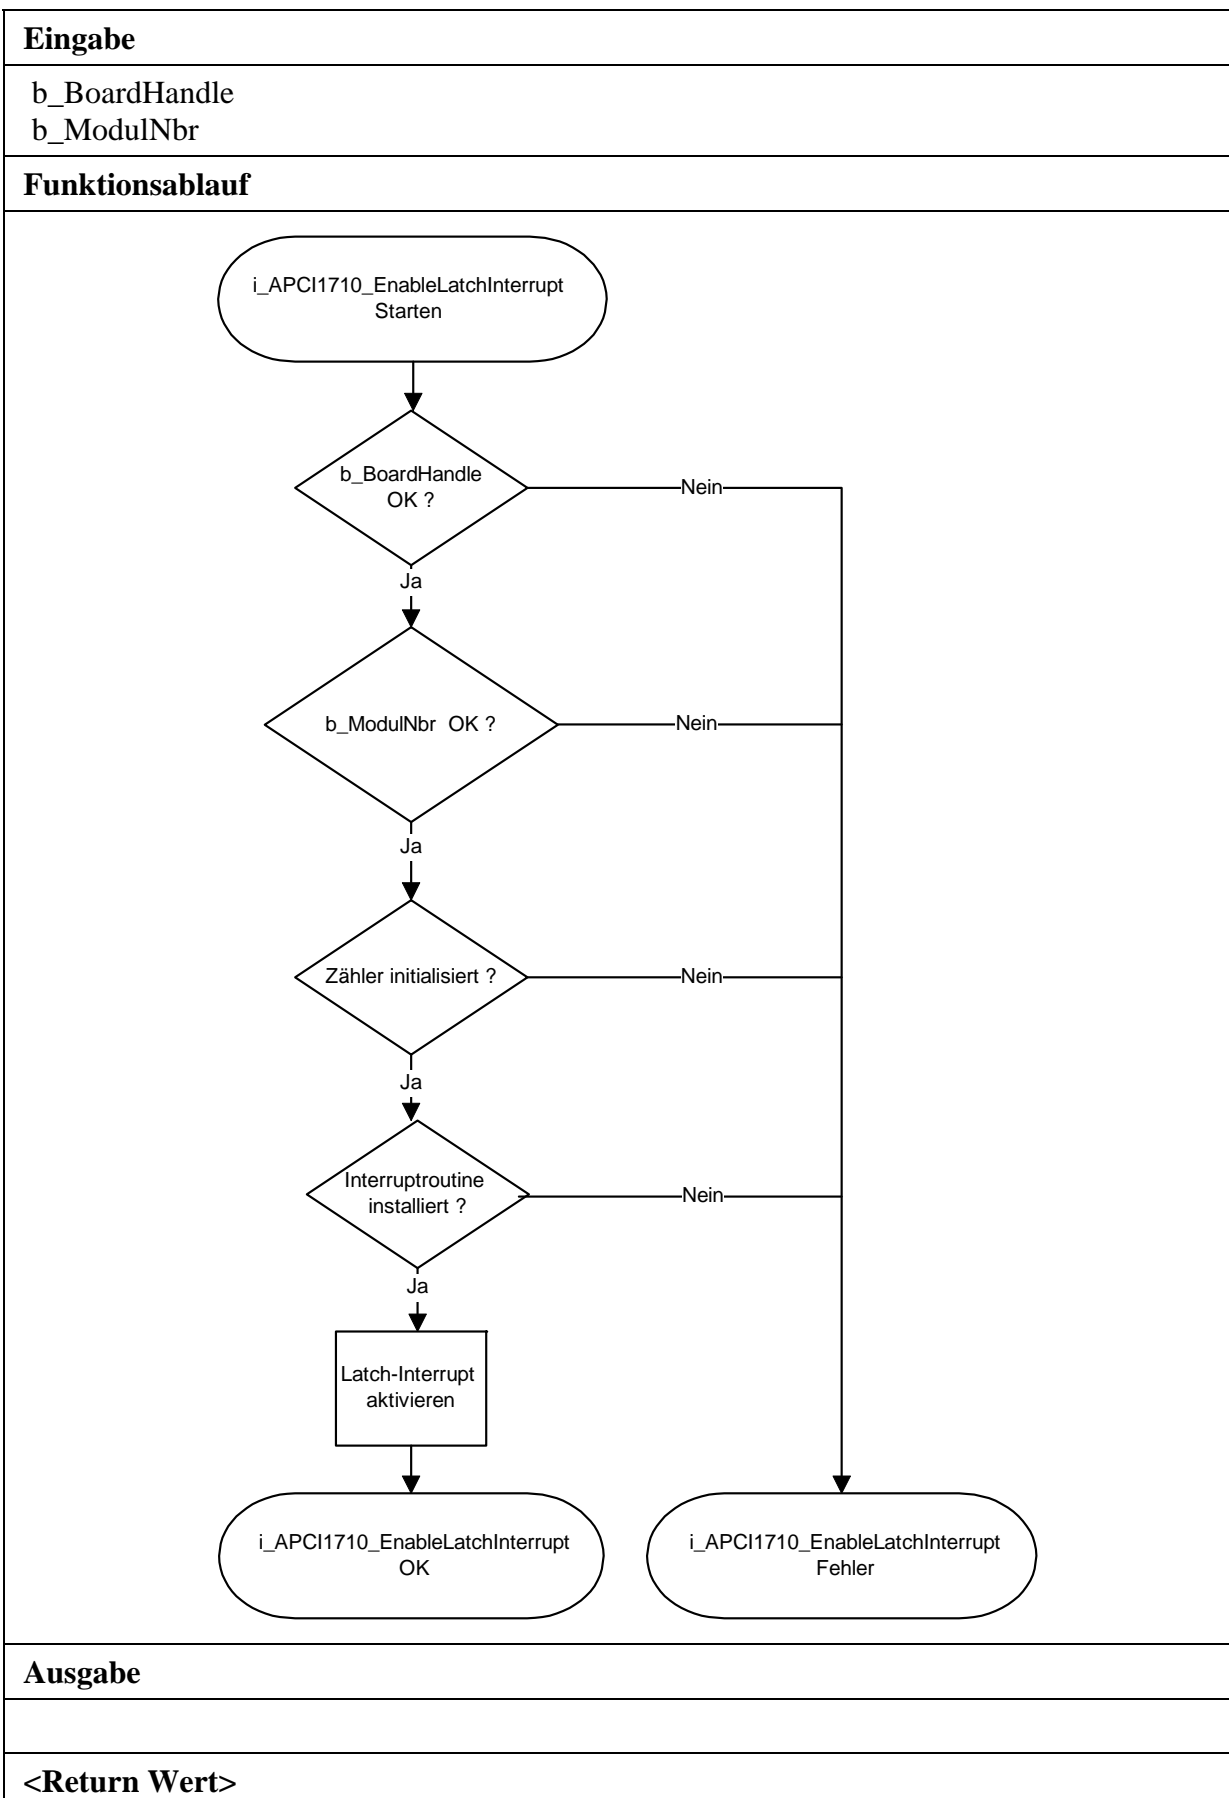 Eingabe
b_BoardHandle
b_ModulNbr
Funktionsablauf
i_APCI1710_EnableLatchInterrupt
Starten
b_BoardHandle
OK ?
Nein
Ja
b_ModulNbr OK ?
Nein
Ja
Zähler initialisiert ?
Nein
Ja
Interruptroutine
installiert ?
Nein
Ja
Latch-Interrupt
aktivieren
i_APCI1710_EnableLatchInterrupt
OK
i_APCI1710_EnableLatchInterrupt
Fehler
Ausgabe
<Return Wert>